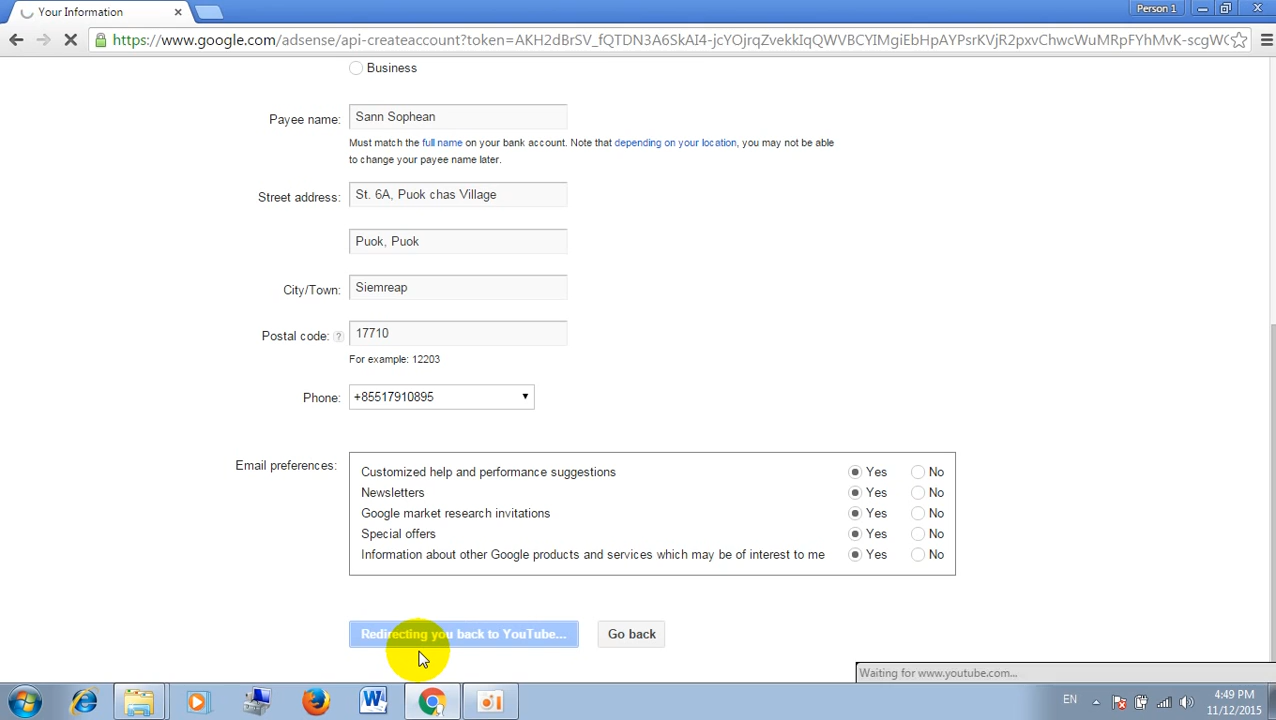 Your Information
Person 1
https://www.google.com/adsense/api-createaccount?token=
Business
Payee name:
Sann Sophean
Must match the full name on your bank account. Note that depending on your location, you may not be able
to change your payee name later.
Street address:
St. 6A, Puok chas Village
Puok, Puok
City/Town:
Siemreap
Postal code: ?
17710
For example: 12203
Phone:
+85517910895
Email preferences:
Customized help and performance suggestions Yes No
Newsletters Yes No
Google market research invitations Yes No
Special offers Yes No
Information about other Google products and services which may be of interest to me Yes No
Redirecting you back to YouTube...
Go back
Waiting for www.youtube.com...
EN
4:49 PM
11/12/2015